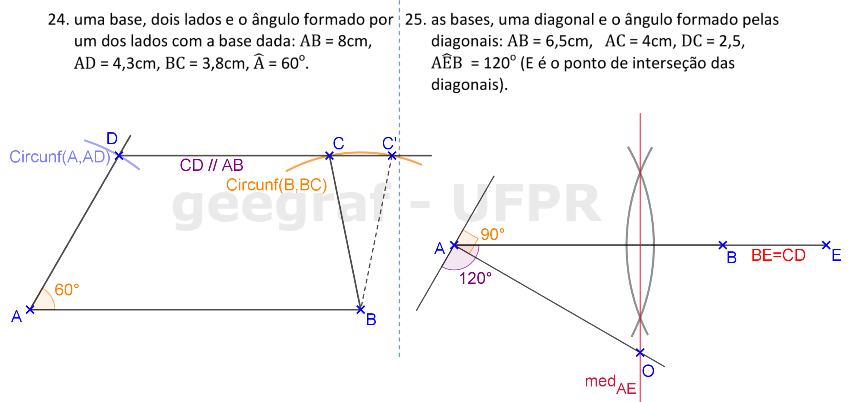 24. uma base, dois lados e o ângulo formado por
um dos lados com a base dada: AB = 8cm,
AD = 4,3cm, BC = 3,8cm, Â = 60°.
D
C
C'
Circunf(A,AD)
CD // AB
Circunf(B,BC)
60°
A
B
25. as bases, uma diagonal e o ângulo formado pelas
diagonais: AB = 6,5cm, AC = 4cm, DC = 2,5,
AÊB = 120° (E é o ponto de interseção das
diagonais).
geegraf - UFPR
90°
A
B
BE=CD
E
120°
O
med AE